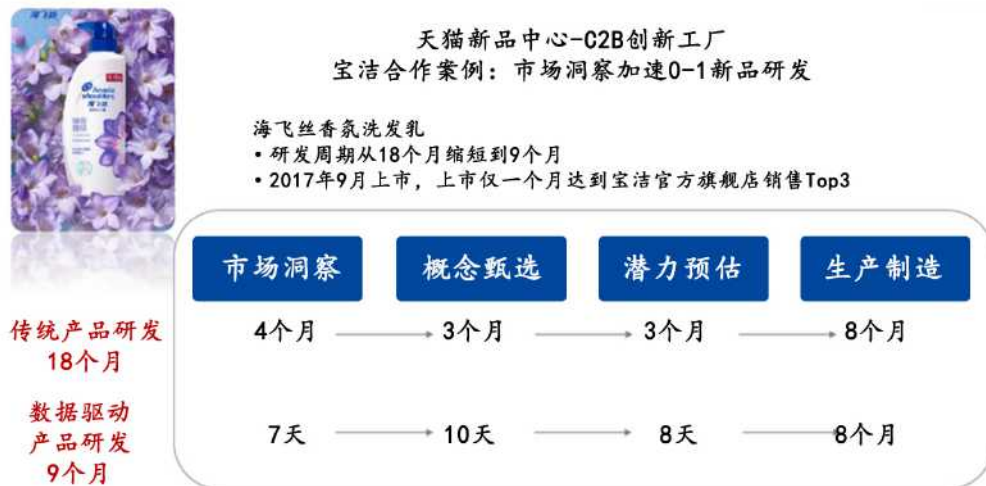 天猫新品中心-C2B创新工厂
宝洁合作案例：市场洞察加速0-1新品研发
海飞丝香氛洗发乳
• 研发周期从18个月缩短到9个月
• 2017年9月上市，上市仅一个月达到宝洁官方旗舰店销售Top3
head & shoulders
海飞丝
市场洞察 概念甄选 潜力预估 生产制造
传统产品研发
18个月
4个月 3个月 3个月 8个月
数据驱动
产品研发
9个月
7天 10天 8天 8个月